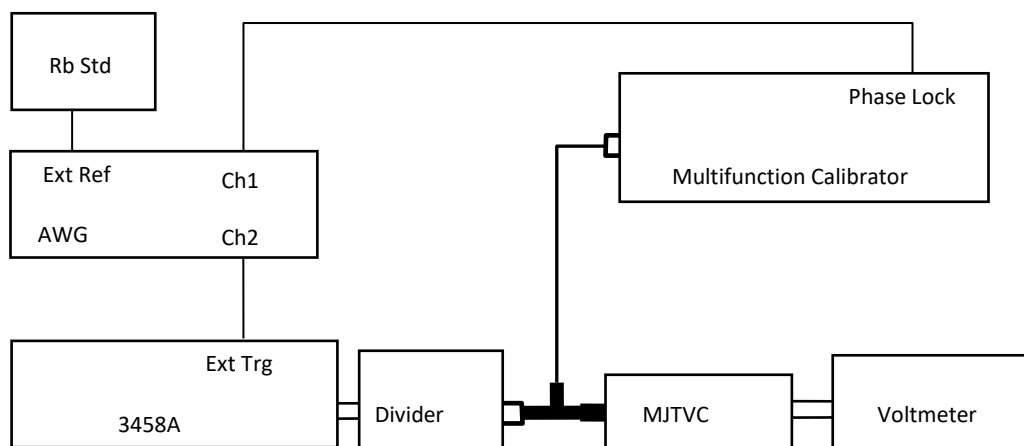 Rb Std
Phase Lock
Multifunction Calibrator
Ext Ref
Ch1
AWG
Ch2
Ext Trg
3458A
Divider
MJTVC
Voltmeter